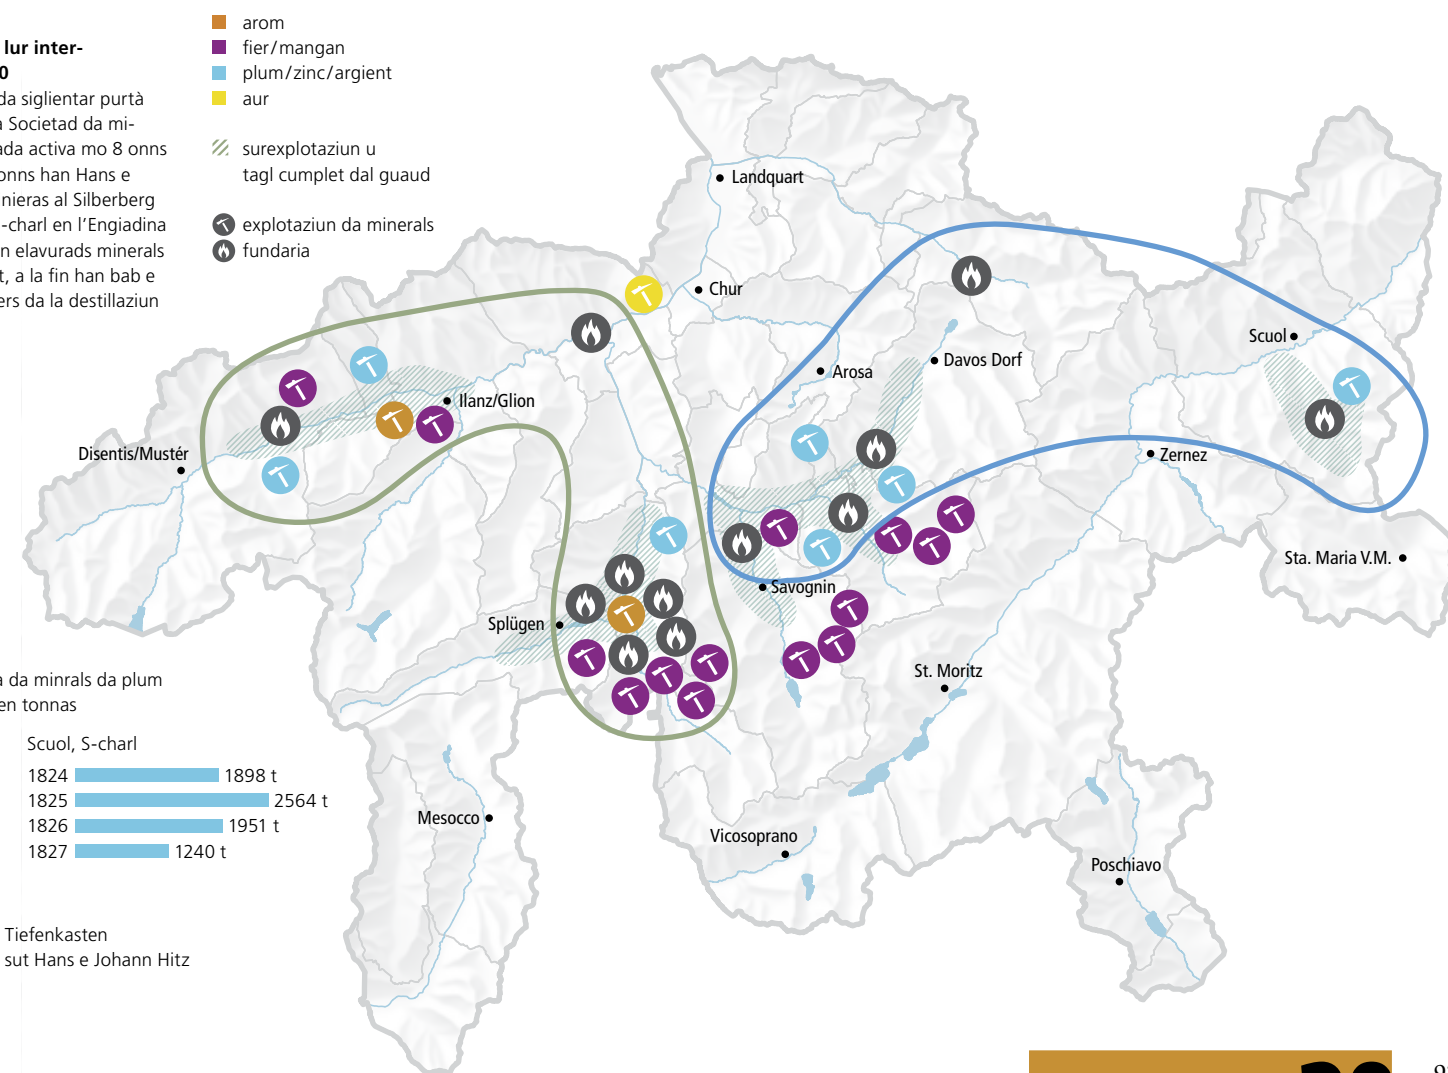 lur inter-
0
da siglientar purtà
a Societad da mi-
ada activa mo 8 onns
onns han Hans e
nieras al Silberberg
-charl en l’Engiadina
n elavurads minerals
t, a la fin han bab e
ers da la destillaziun
arom
fier/mangan
plum/zinc/argient
aur
surexplotaziun u
tagl cumplet dal guaud
explotaziun da minerals
fundaria
Landquart
Chur
Scuol
Arosa
Davos Dorf
Ilanz/Glion
Disentis/Mustér
Zernez
Sta. Maria V.M.
Savognin
Splügen
St. Moritz
Mesocco
Vicosoprano
Poschiavo
a da minrals da plum
en tonnas
Scuol, S-charl
1824 1898 t
1825 2564 t
1826 1951 t
1827 1240 t
Tiefenkasten
sut Hans e Johann Hitz